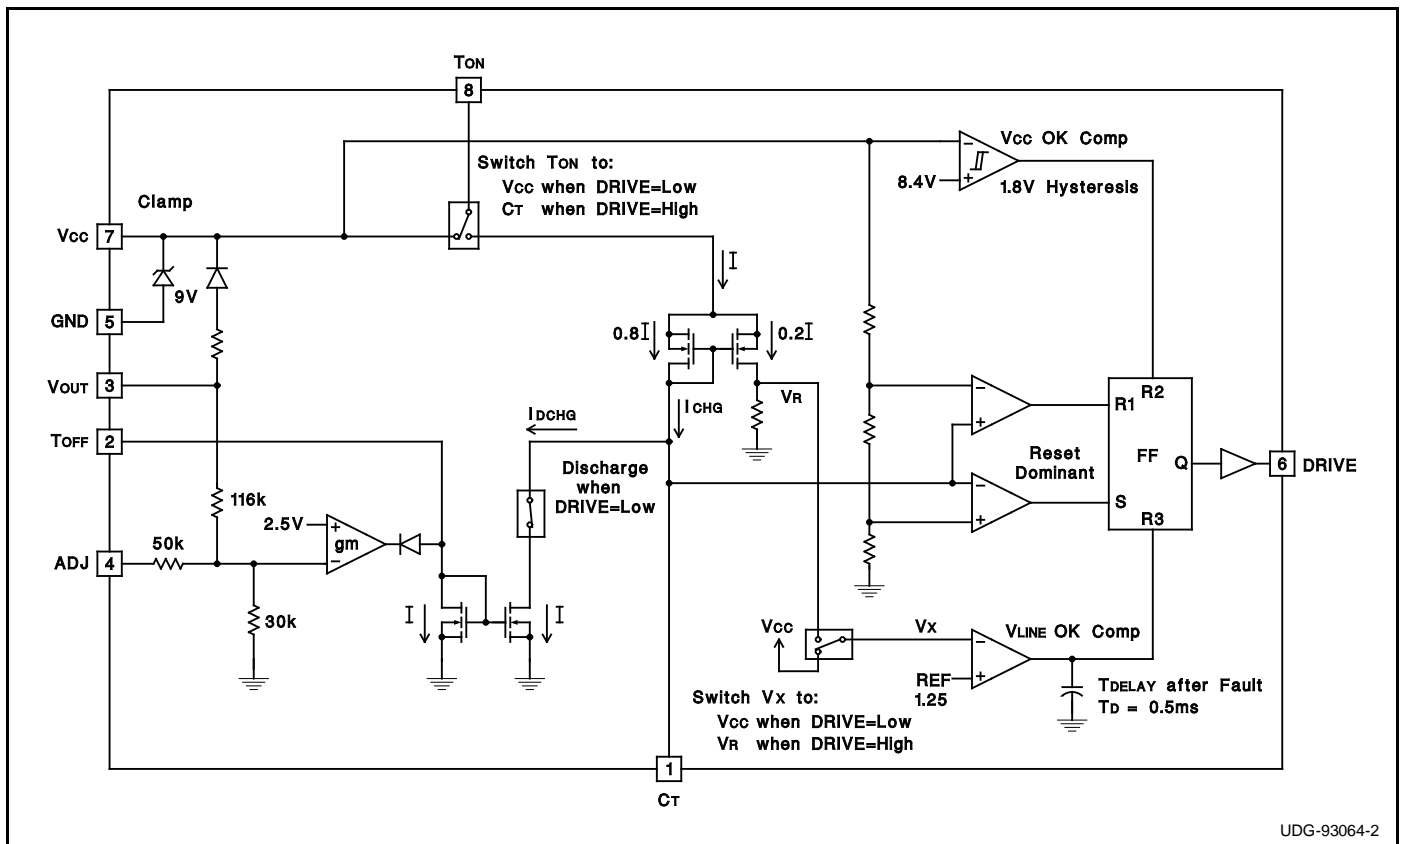 TON
8
Switch TON to:
VCC when DRIVE=Low
CT when DRIVE=High
VCC OK Comp
8.4V
1.8V Hysteresis
Clamp
VCC 7
9V
GND 5
I
0.8I
0.2I
VOUT 3
VR
ICHG
IDCHG
TOFF 2
R1
R2
FF
Q
S
R3
Reset
Dominant
6 DRIVE
Discharge
when
DRIVE=Low
116k
2.5V
gm
ADJ 4
50k
30k
I
I
VCC
VX
VLINE OK Comp
REF
1.25
TDELAY after Fault
TD = 0.5ms
Switch VX to:
VCC when DRIVE=Low
VR when DRIVE=High
1
CT
UDG-93064-2